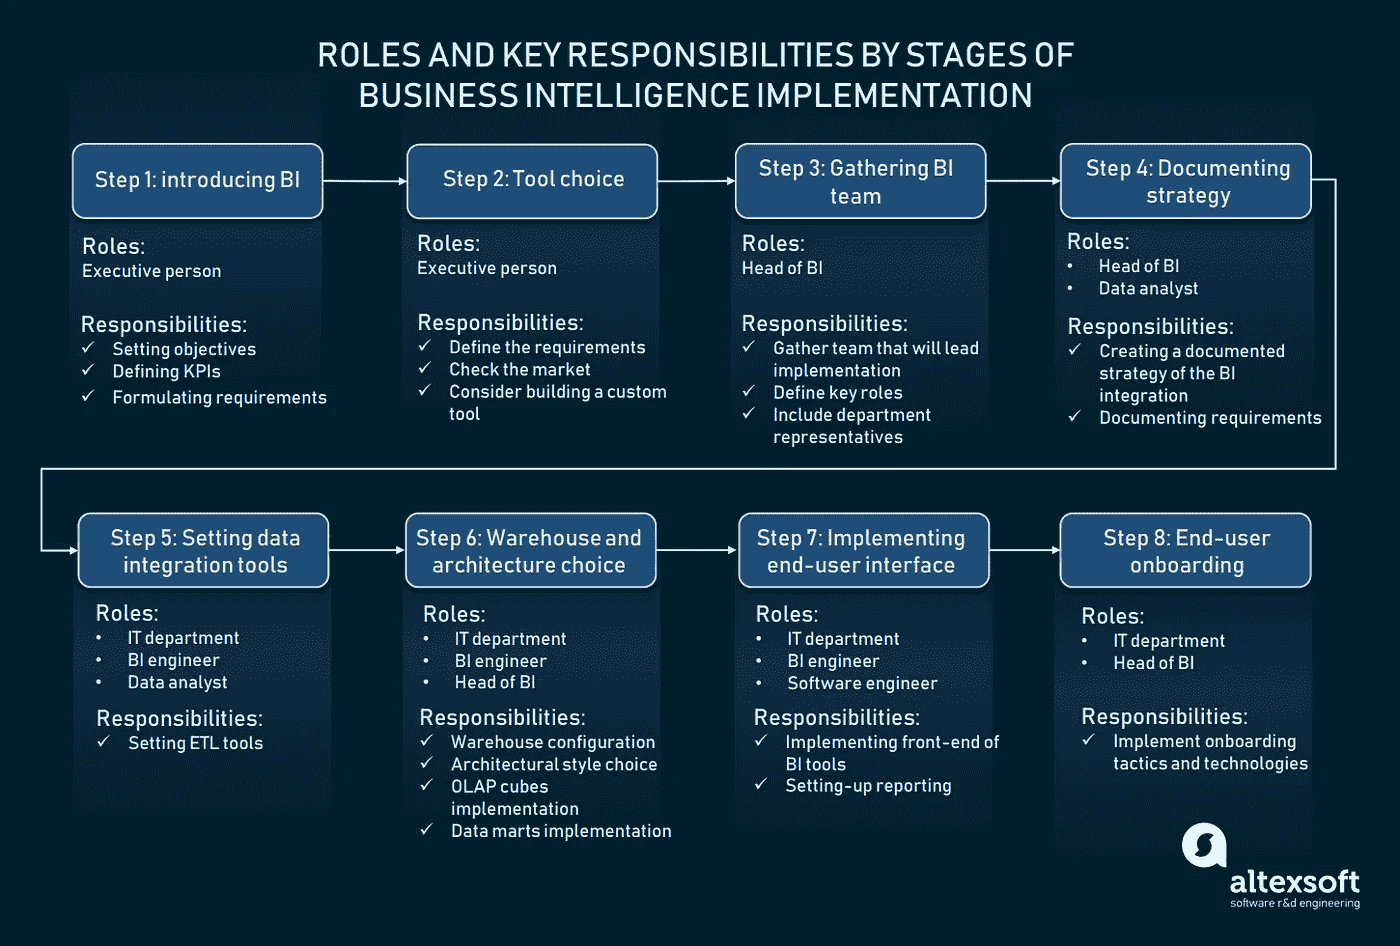 ROLES AND KEY RESPONSIBILITIES BY STAGES OF
BUSINESS INTELLIGENCE IMPLEMENTATION
Step 1: introducing BI
Roles:
Executive person
Responsibilities:
✓ Setting objectives
✓ Defining KPIs
✓ Formulating requirements
Step 2: Tool choice
Roles:
Executive person
Responsibilities:
✓ Define the requirements
✓ Check the market
✓ Consider building a custom
tool
Step 3: Gathering BI
team
Roles:
Head of BI
Responsibilities:
✓ Gather team that will lead
implementation
✓ Define key roles
✓ Include department
representatives
Step 4: Documenting
strategy
Roles:
• Head of BI
• Data analyst
Responsibilities:
✓ Creating a documented
strategy of the BI
integration
✓ Documenting requirements
Step 5: Setting data
integration tools
Roles:
• IT department
• BI engineer
• Data analyst
Responsibilities:
✓ Setting ETL tools
Step 6: Warehouse and
architecture choice
Roles:
• IT department
• BI engineer
• Head of BI
Responsibilities:
✓ Warehouse configuration
✓ Architectural style choice
✓ OLAP cubes
implementation
✓ Data marts implementation
Step 7: Implementing
end-user interface
Roles:
• IT department
• BI engineer
• Software engineer
Responsibilities:
✓ Implementing front-end of
BI tools
✓ Setting-up reporting
Step 8: End-user
onboarding
Roles:
• IT department
• Head of BI
Responsibilities:
✓ Implement onboarding
tactics and technologies
altexsoft
software r&d engineering